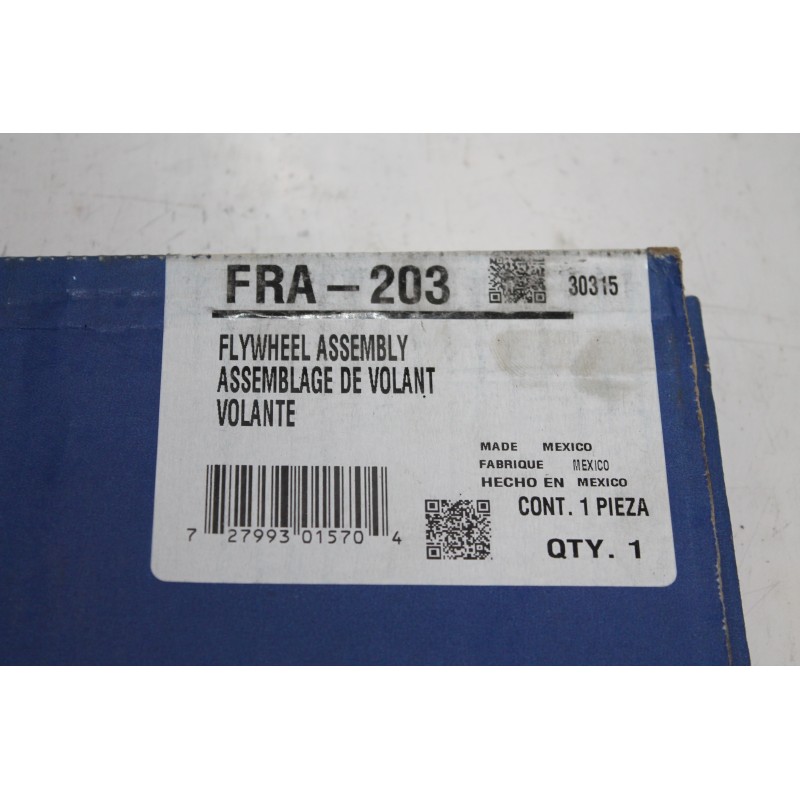 FRA-203 30315
FLYWHEEL ASSEMBLY
ASSEMBLAGE DE VOLANT
VOLANTE
MADE MEXICO
FABRIQUE MEXICO
HECHO EN MEXICO
CONT. 1 PIEZA
QTY. 1
7 27993 01570 4